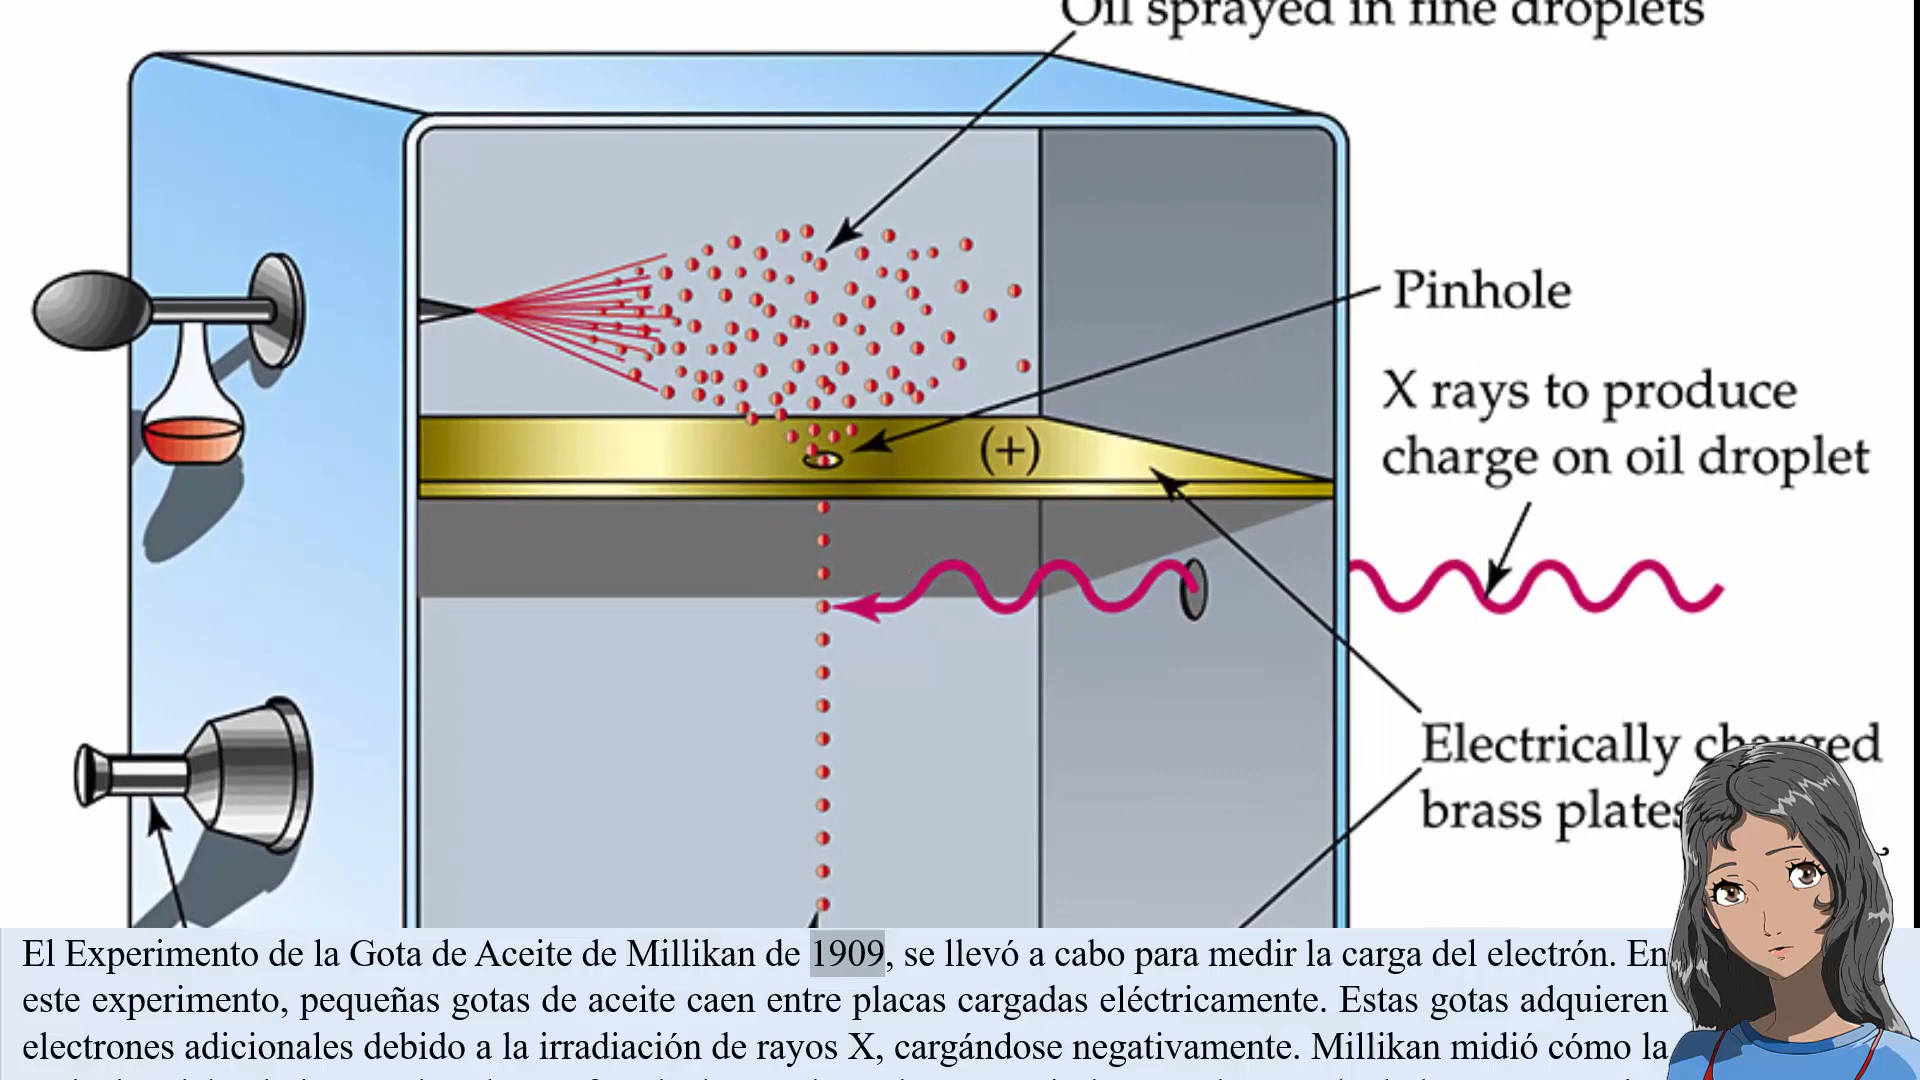 Oil sprayed in fine droplets
Pinhole
X rays to produce
charge on oil droplet
(+)
Electrically charged
brass plates
El Experimento de la Gota de Aceite de Millikan de 1909, se llevó a cabo para medir la carga del electrón. En
este experimento, pequeñas gotas de aceite caen entre placas cargadas eléctricamente. Estas gotas adquieren
electrones adicionales debido a la irradiación de rayos X, cargándose negativamente. Millikan midió cómo la